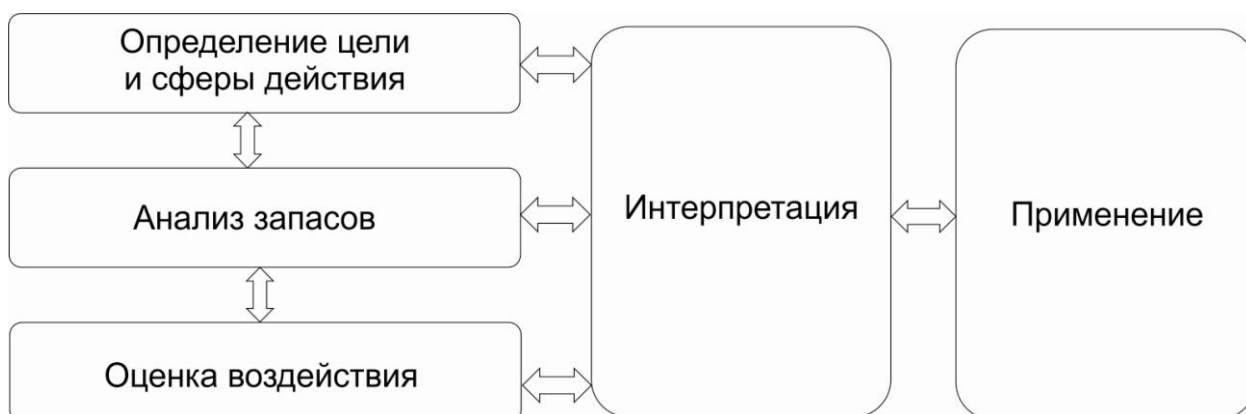 Определение цели
и сферы действия
Анализ запасов
Оценка воздействия
Интерпретация
Применение